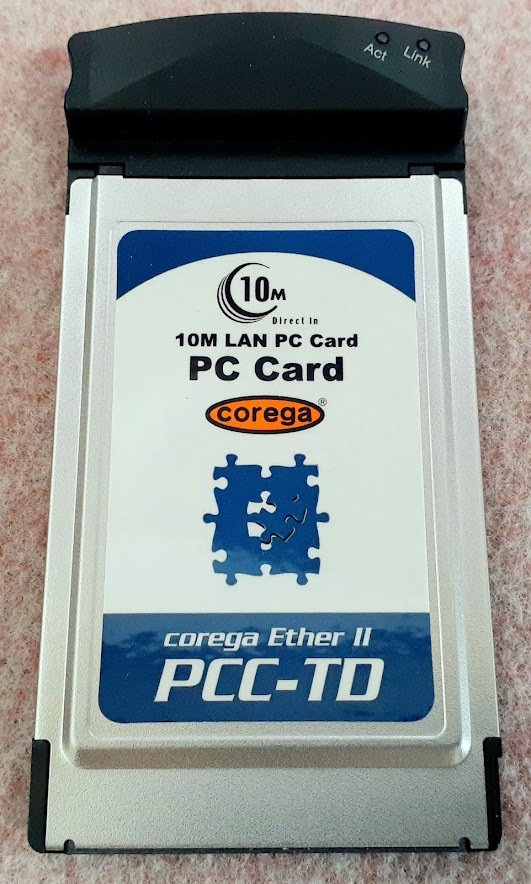 Act Link
10M
Direct In
10M LAN PC Card
PC Card
corega®
corega Ether II
PCC-TD